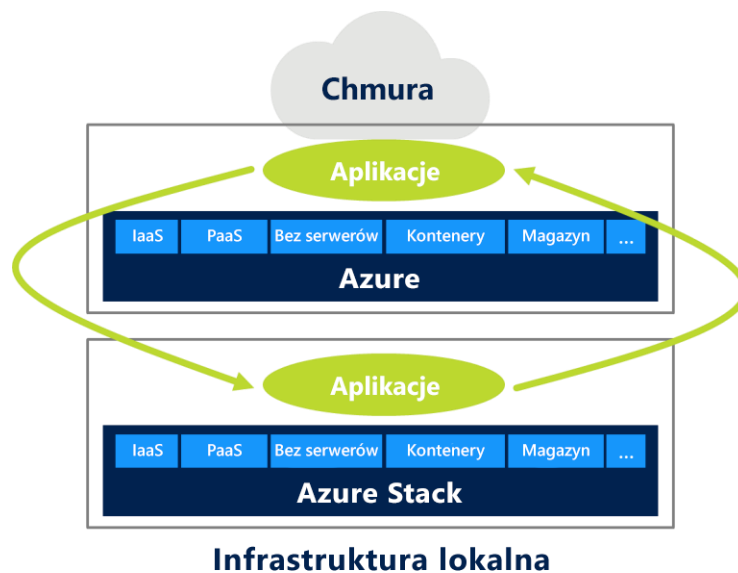 Chmura
Aplikacje
IaaS PaaS Bez serwerów Kontenery Magazyn ...
Azure
Aplikacje
IaaS PaaS Bez serwerów Kontenery Magazyn ...
Azure Stack
Infrastruktura lokalna